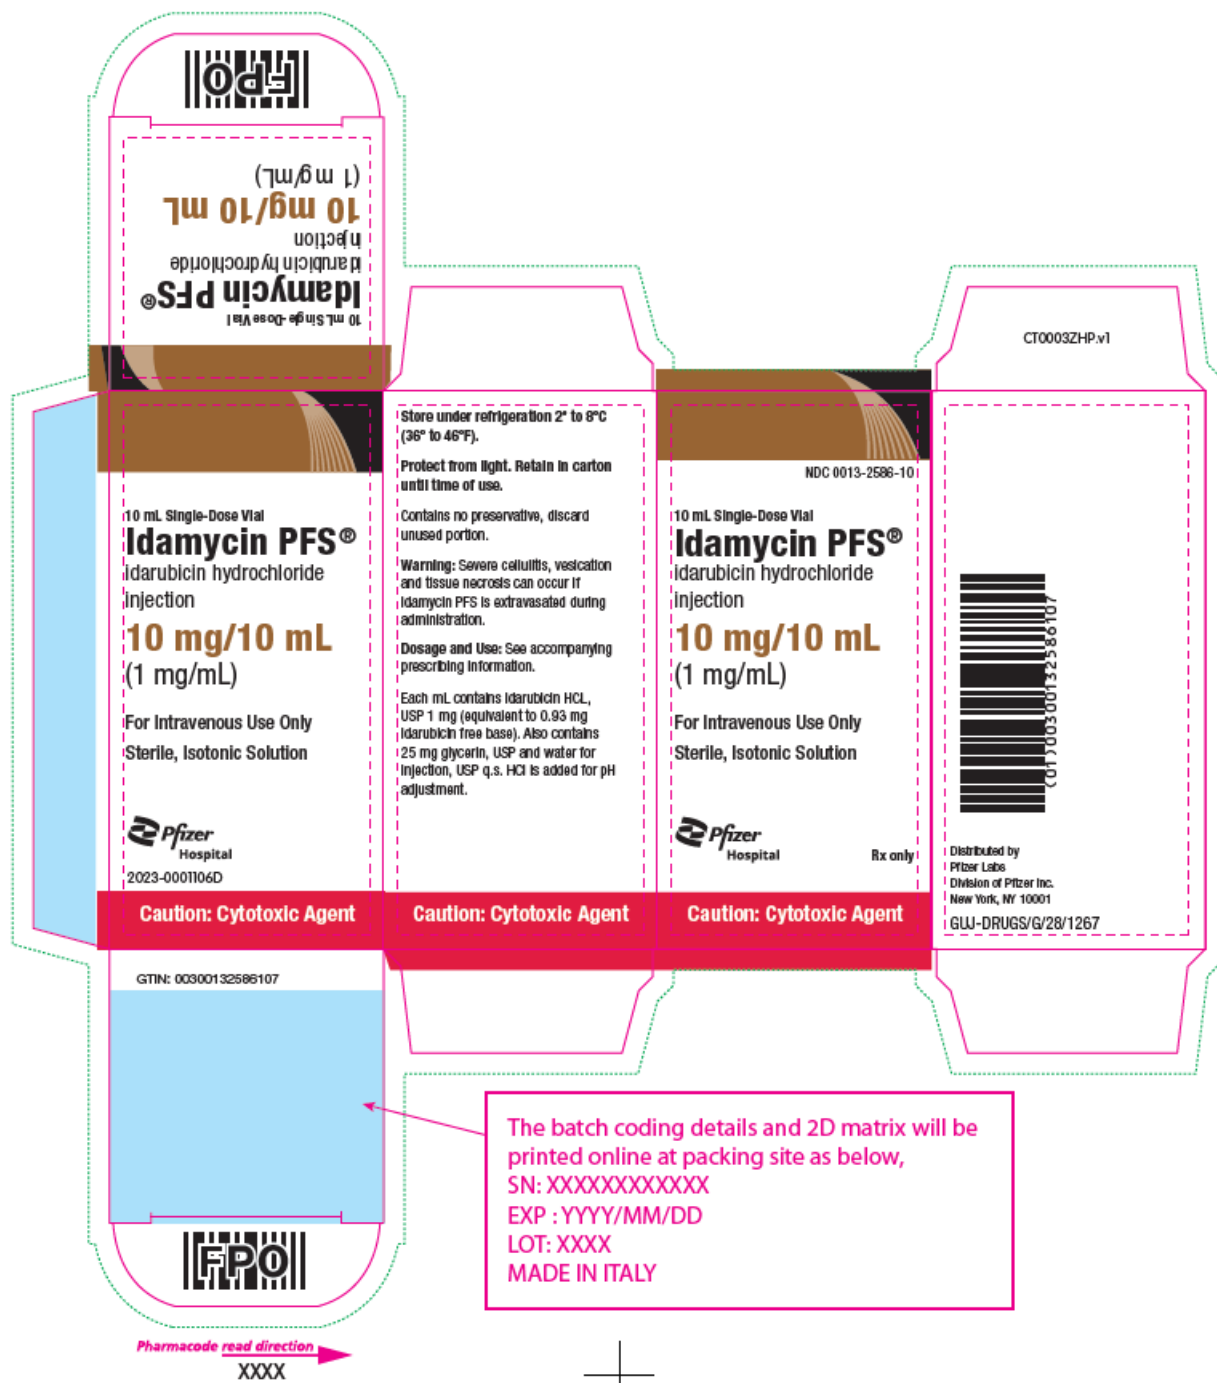 FPO
(1 mg/mL)
10 mg/10 mL
injection
idarubicin hydrochloride
Idamycin PFS®
10 mL Single-Dose Vial
10 mL Single-Dose Vial
Idamycin PFS®
idarubicin hydrochloride
injection
10 mg/10 mL
(1 mg/mL)
For Intravenous Use Only
Sterile, Isotonic Solution
Pfizer
Hospital
2023-0001106D
Caution: Cytotoxic Agent
GTIN: 00300132586107
FPO
Pharmacode read direction
XXXX
Store under refrigeration 2° to 8°C
(36° to 46°F).
Protect from light. Retain in carton
until time of use.
Contains no preservative, discard
unused portion.
Warning: Severe cellulitis, vesication
and tissue necrosis can occur if
Idamycin PFS is extravasated during
administration.
Dosage and Use: See accompanying
prescribing information.
Each mL contains Idarubicin HCL,
USP 1 mg (equivalent to 0.93 mg
idarubicin free base). Also contains
25 mg glycerin, USP and water for
injection, USP q.s. HCl is added for pH
adjustment.
Caution: Cytotoxic Agent
NDC 0013-2586-10
10 mL Single-Dose Vial
Idamycin PFS®
idarubicin hydrochloride
injection
10 mg/10 mL
(1 mg/mL)
For Intravenous Use Only
Sterile, Isotonic Solution
Pfizer
Hospital
Rx only
Caution: Cytotoxic Agent
CT0003ZHP.v1
(01)00300132586107
Distributed by
Pfizer Labs
Division of Pfizer Inc.
New York, NY 10001
GUJ-DRUGS/G/28/1267
The batch coding details and 2D matrix will be
printed online at packing site as below,
SN: XXXXXXXXXXXX
EXP : YYYY/MM/DD
LOT: XXXX
MADE IN ITALY